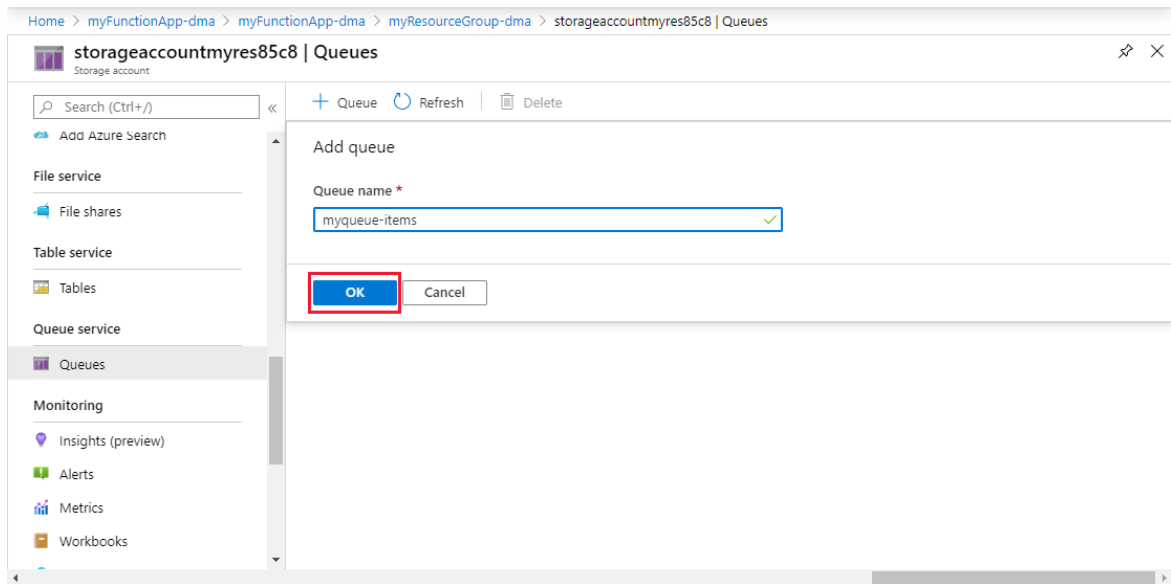 Home > myFunctionApp-dma > myFunctionApp-dma > myResourceGroup-dma > storageaccountmyres85c8 | Queues
storageaccountmyres85c8 | Queues
Storage account
Search (Ctrl+/)
Add Azure Search
File service
File shares
Table service
Tables
Queue service
Queues
Monitoring
Insights (preview)
Alerts
Metrics
Workbooks
Queue Refresh Delete
Add queue
Queue name *
myqueue-items
OK Cancel